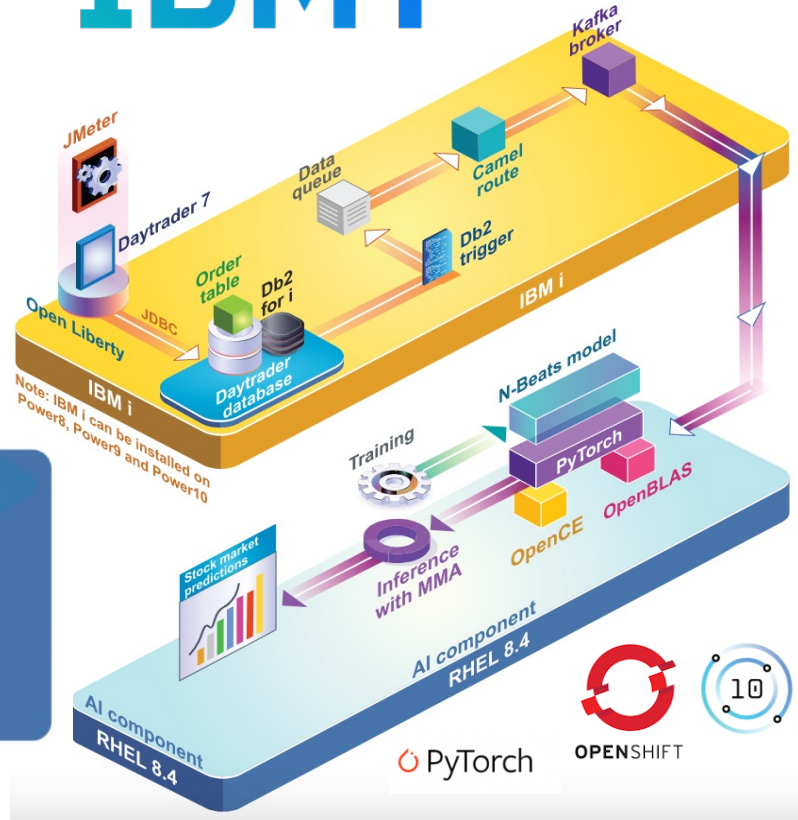 IBM i
Kafka
broker
JMeter
Data
queue
Camel
route
Daytrader 7
Db2
trigger
Order
table
Db2
for i
Open Liberty
JDBC
IBM i
Daytrader
database
IBM i
Note: IBM i can be installed on
Power8, Power9 and Power10
N-Beats model
Training
PyTorch
OpenBLAS
OpenCE
Inference
with MMA
Stock market
predictions
AI component
RHEL 8.4
AI component
RHEL 8.4
10
OPENSHIFT
PyTorch